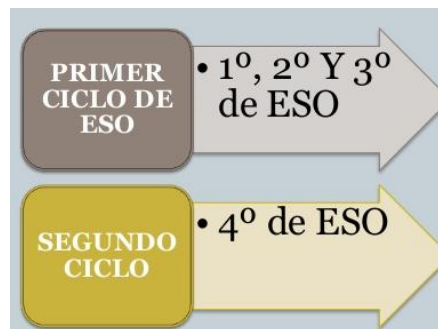 PRIMER
CICLO DE
ESO
• 1º, 2º Y 3º
de ESO
SEGUNDO
CICLO
• 4º de ESO